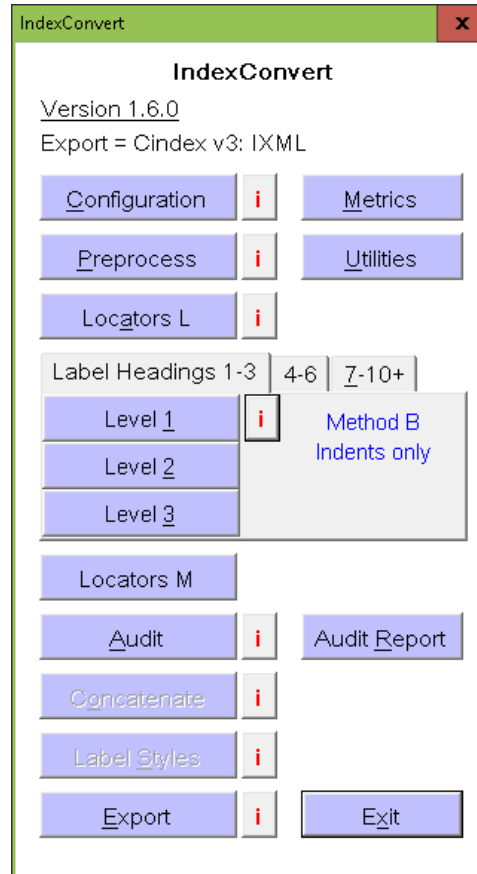 IndexConvert x
IndexConvert
Version 1.6.0
Export = Cindex v3: IXML
Configuration i Metrics
Preprocess i Utilities
Locators L i
Label Headings 1-3 4-6 7-10+
Level 1 i Method B
Level 2 Indents only
Level 3
Locators M
Audit i Audit Report
Concatenate i
Label Styles i
Export i Exit